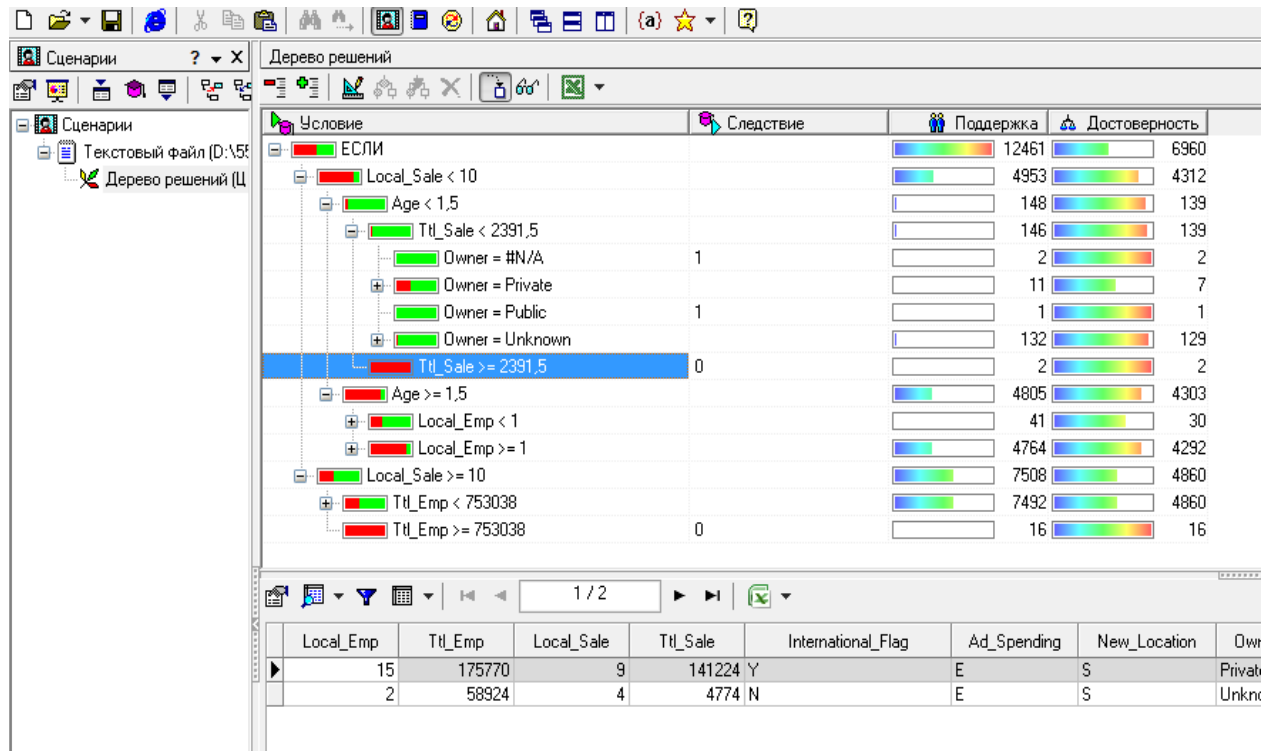 {a}
Сценарии ? X
Дерево решений
Сценарии
Текстовый файл (D:\5
Дерево решений (Ц
Условие Следствие Поддержка Достоверность
ЕСЛИ 12461 6960
Local_Sale < 10 4953 4312
Age < 1,5 148 139
Ttl_Sale < 2391,5 146 139
Owner = #N/A 1 2 2
Owner = Private 11 7
Owner = Public 1 1 1
Owner = Unknown 132 129
Ttl_Sale >= 2391,5 0 2 2
Age >= 1,5 4805 4303
Local_Emp < 1 41 30
Local_Emp >= 1 4764 4292
Local_Sale >= 10 7508 4860
Ttl_Emp < 753038 7492 4860
Ttl_Emp >= 753038 0 16 16
1 / 2
Local_Emp Ttl_Emp Local_Sale Ttl_Sale International_Flag Ad_Spending New_Location Owr
15 175770 9 141224 Y E S Private
2 58924 4 4774 N E S Unkno